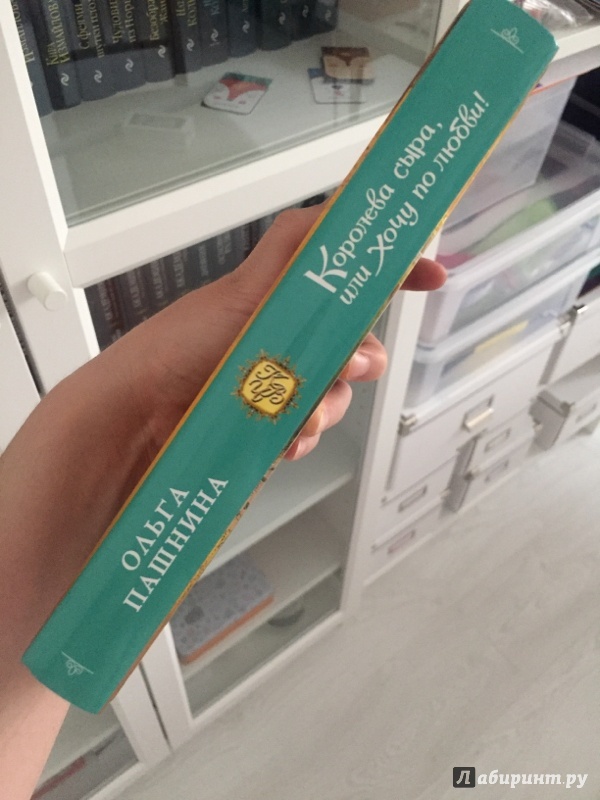 Королева сыра,
или хочу по любви!
ОЛЬГА
ПАШНИНА
Лабиринт.ру